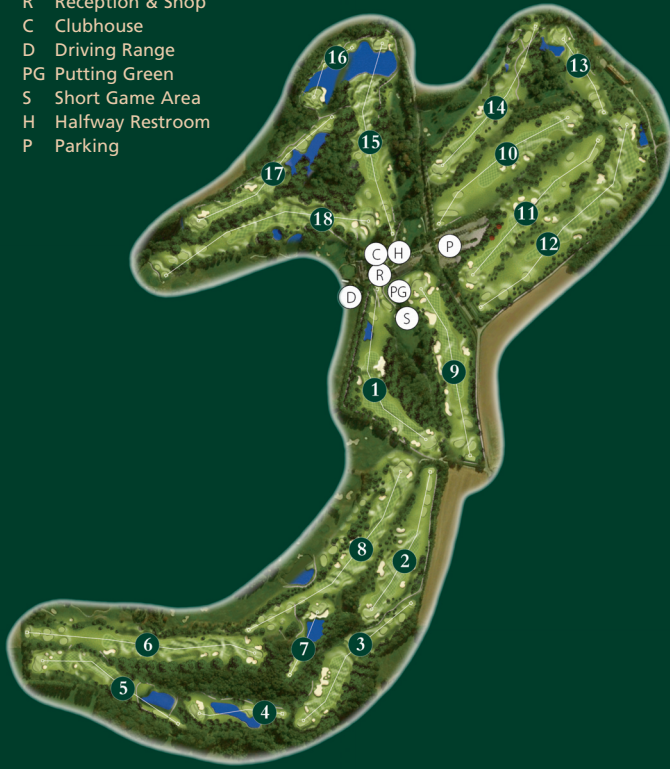 R Reception & Shop
C Clubhouse
D Driving Range
PG Putting Green
S Short Game Area
H Halfway Restroom
P Parking
16
13
14
15
10
17
11
18
12
C
H
P
R
D
PG
S
9
1
8
2
6
7
3
5
4